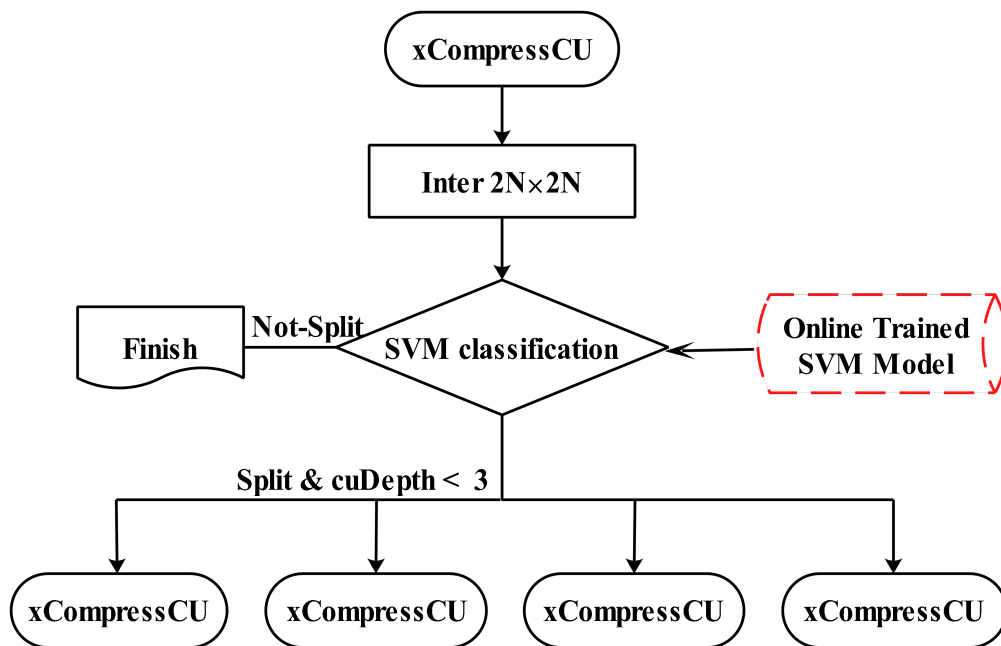 xCompressCU
Inter 2N×2N
Not-Split
Finish
SVM classification
Online Trained
SVM Model
Split & cuDepth < 3
xCompressCU
xCompressCU
xCompressCU
xCompressCU